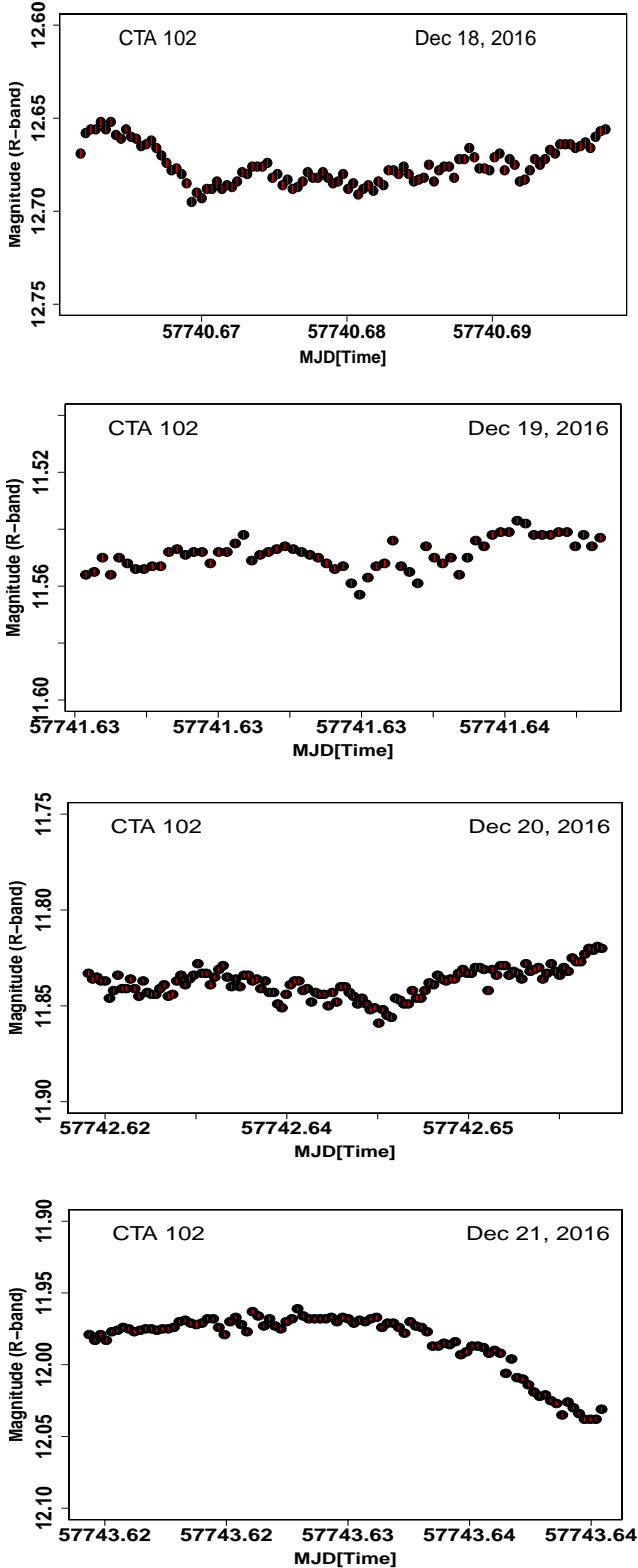 CTA 102 Dec 18, 2016
Magnitude (R−band)
12.60
12.65
12.70
12.75
57740.67 57740.68 57740.69
MJD[Time]
CTA 102 Dec 19, 2016
Magnitude (R−band)
11.52
11.56
11.60
57741.63 57741.63 57741.63 57741.64
MJD[Time]
CTA 102 Dec 20, 2016
Magnitude (R−band)
11.75
11.80
11.85
11.90
57742.62 57742.64 57742.65
MJD[Time]
CTA 102 Dec 21, 2016
Magnitude (R−band)
11.90
11.95
12.00
12.05
12.10
57743.62 57743.62 57743.63 57743.64 57743.64
MJD[Time]